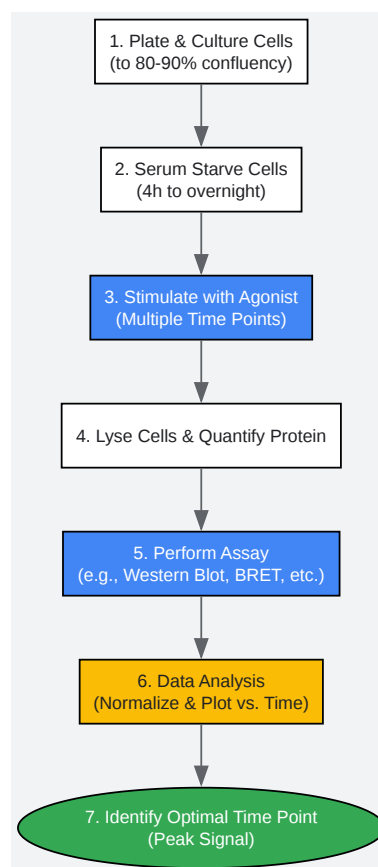 1. Plate & Culture Cells
(to 80-90% confluency)
2. Serum Starve Cells
(4h to overnight)
3. Stimulate with Agonist
(Multiple Time Points)
4. Lyse Cells & Quantify Protein
5. Perform Assay
(e.g., Western Blot, BRET, etc.)
6. Data Analysis
(Normalize & Plot vs. Time)
7. Identify Optimal Time Point
(Peak Signal)